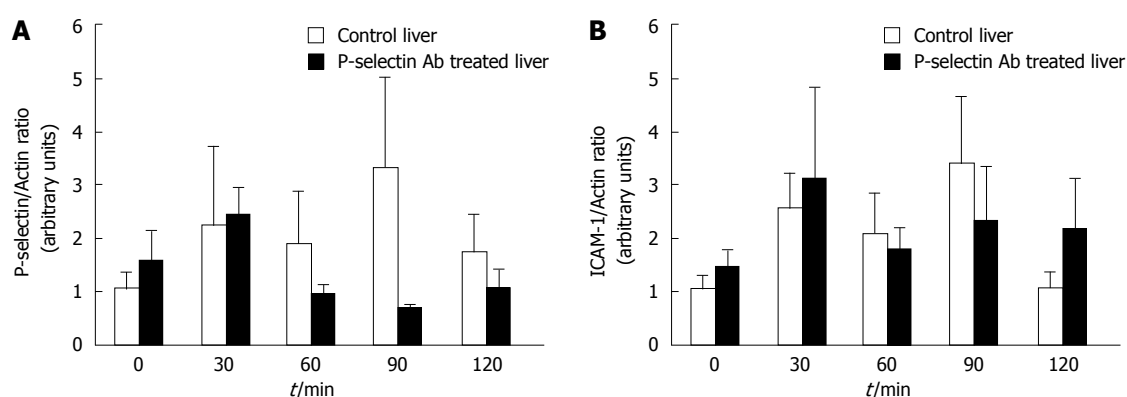 A
6
5
4
3
2
1
0
P-selectin/Actin ratio
(arbitrary units)
Control liver
P-selectin Ab treated liver
0 30 60 90 120
t/min
B
6
5
4
3
2
1
0
ICAM-1/Actin ratio
(arbitrary units)
Control liver
P-selectin Ab treated liver
0 30 60 90 120
t/min